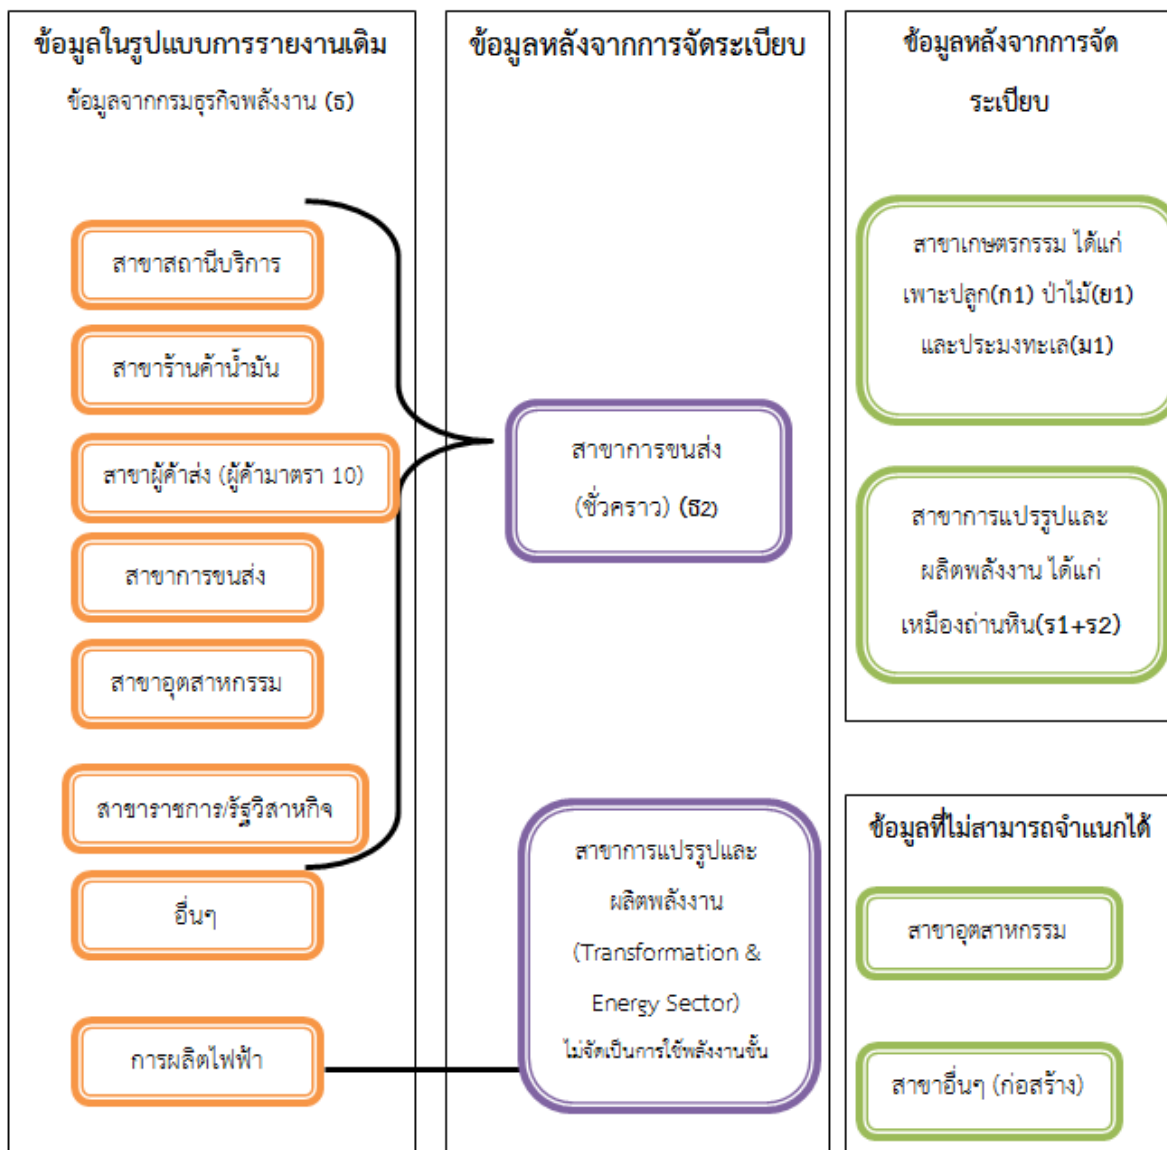 ข้อมูลในรูปแบบการรายงานเดิม
ข้อมูลจากกรมธุรกิจพลังงาน (ธ)
สาขาสถานีบริการ
สาขาร้านค้าน้ำมัน
สาขาผู้ค้าส่ง (ผู้ค้ามาตรา 10)
สาขาการขนส่ง
สาขาอุตสาหกรรม
สาขาราชการ/รัฐวิสาหกิจ
อื่นๆ
การผลิตไฟฟ้า
ข้อมูลหลังจากการจัดระเบียบ
สาขาการขนส่ง
(ชั่วคราว) (ธ2)
สาขาการแปรรูปและ
ผลิตพลังงาน
(Transformation &
Energy Sector)
ไม่จัดเป็นการใช้พลังงานขั้น
ข้อมูลหลังจากการจัด
ระเบียบ
สาขาเกษตรกรรม ได้แก่
เพาะปลูก(ก1) ป่าไม้(ย1)
และประมงทะเล(ม1)
สาขาการแปรรูปและ
ผลิตพลังงาน ได้แก่
เหมืองถ่านหิน(ร1+ร2)
ข้อมูลที่ไม่สามารถจำแนกได้
สาขาอุตสาหกรรม
สาขาอื่นๆ (ก่อสร้าง)